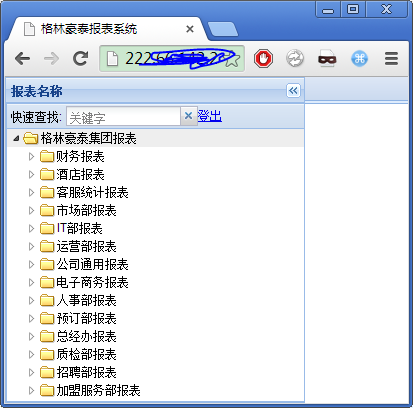 格林豪泰报表系统
222.6
报表名称
快速查找: 关键字 登出
格林豪泰集团报表
财务报表
酒店报表
客服统计报表
市场部报表
IT部报表
运营部报表
公司通用报表
电子商务报表
人事部报表
预订部报表
总经办报表
质检部报表
招聘部报表
加盟服务部报表